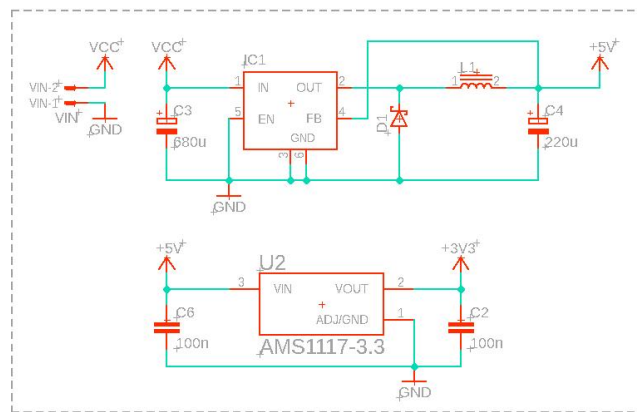 VCC
VCC
IC1
+5V
VIN-2
VIN-1
VIN
GND
1
IN
OUT
2
5
EN
FB
4
GND
3
6
C3
680u
D1
L1
1
2
C4
220u
GND
+5V
U2
+3V3
3
VIN
VOUT
2
ADJ/GND
1
C6
100n
AMS1117-3.3
C2
100n
GND